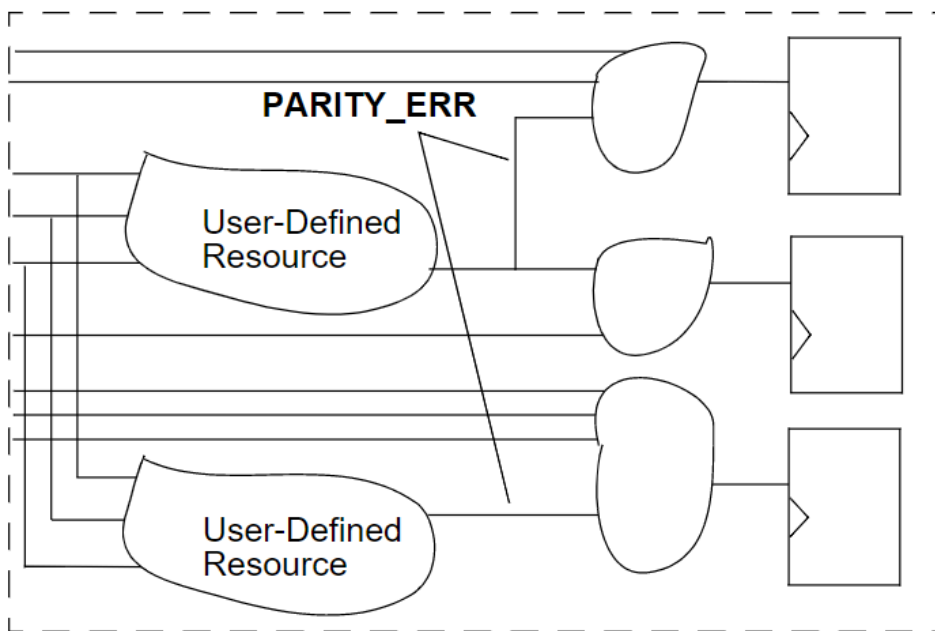 PARITY_ERR
User-Defined
Resource
User-Defined
Resource